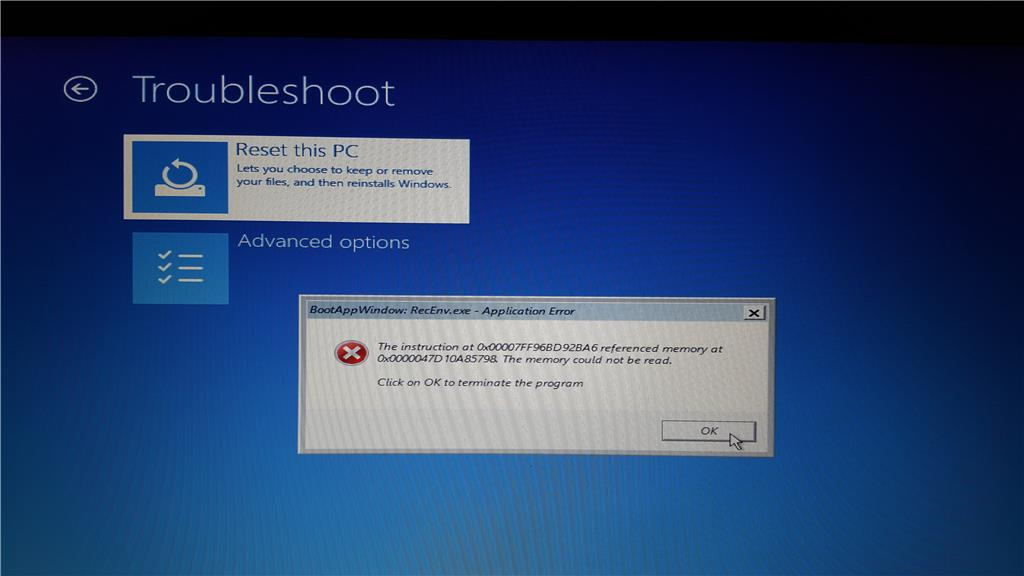 Troubleshoot
Reset this PC
Lets you choose to keep or remove
your files, and then reinstalls Windows.
Advanced options
BootAppWindow: RecEnv.exe - Application Error
The instruction at 0x00007FF96BD92BA6 referenced memory at
0x0000047D10A85798. The memory could not be read.
Click on OK to terminate the program
OK